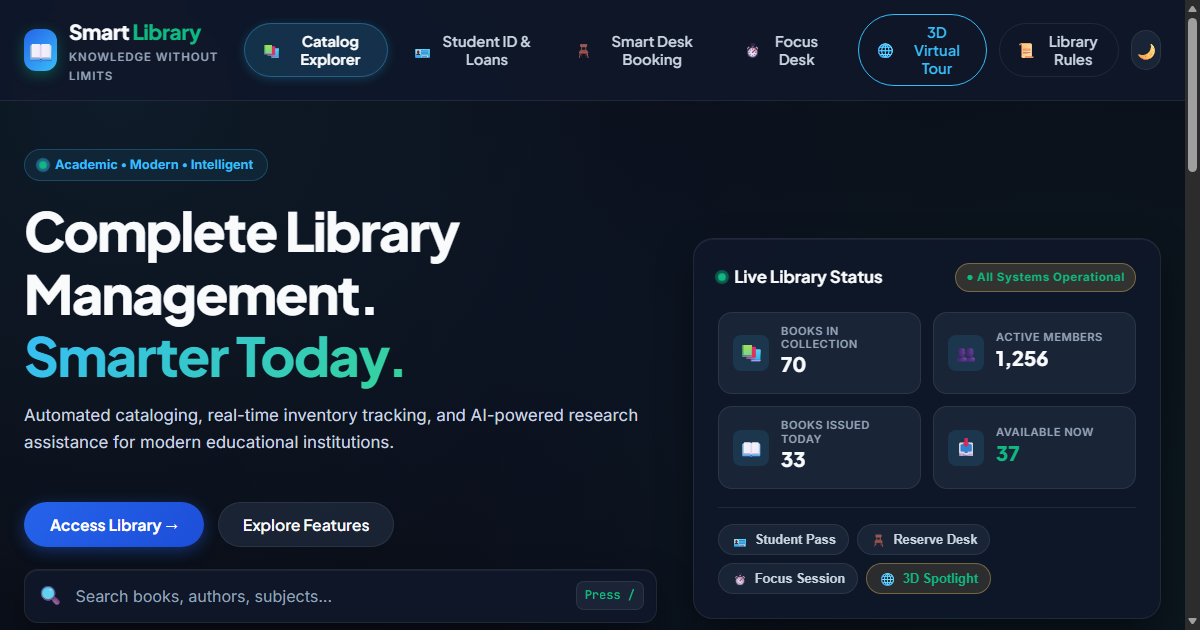 Smart Library
KNOWLEDGE WITHOUT
LIMITS
Catalog
Explorer
Student ID &
Loans
Smart Desk
Booking
Focus
Desk
3D
Virtual
Tour
Library
Rules
Academic • Modern • Intelligent
Complete Library
Management.
Smarter Today.
Automated cataloging, real-time inventory tracking, and AI-powered research
assistance for modern educational institutions.
Access Library →
Explore Features
Search books, authors, subjects...
Press /
Live Library Status
• All Systems Operational
BOOKS IN
COLLECTION
70
ACTIVE MEMBERS
1,256
BOOKS ISSUED
TODAY
33
AVAILABLE NOW
37
Student Pass
Reserve Desk
Focus Session
3D Spotlight